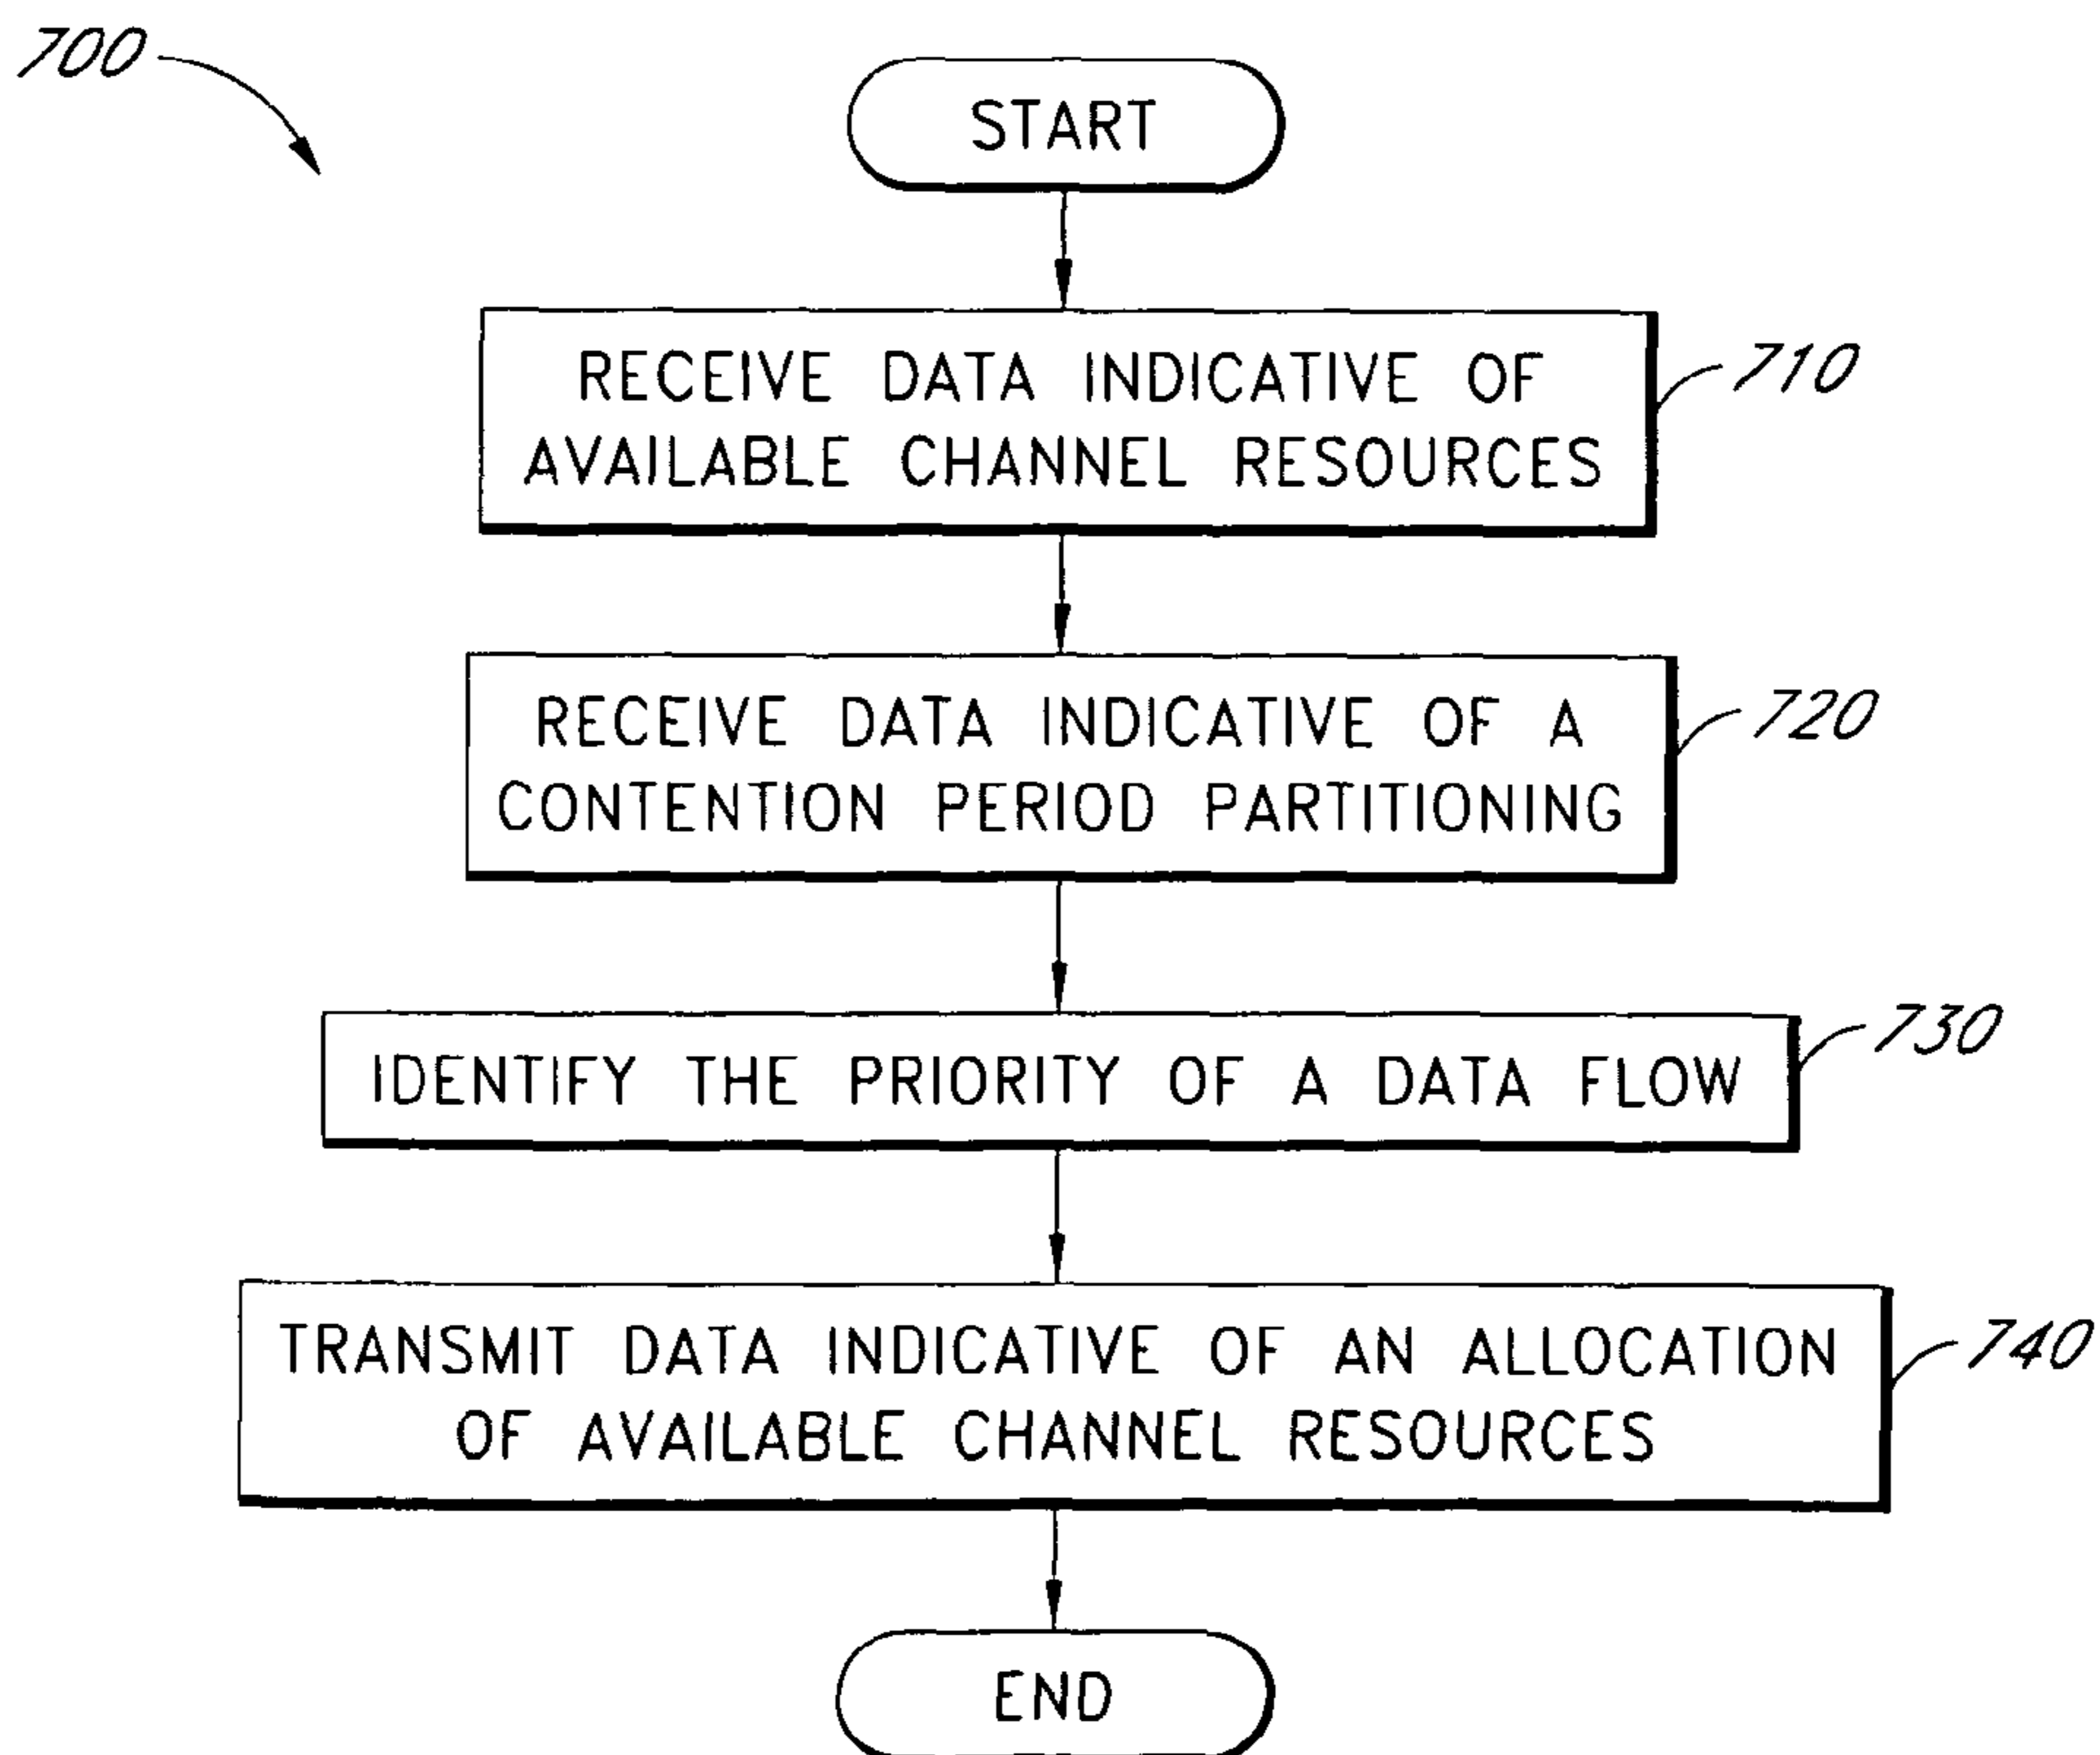 700
START
RECEIVE DATA INDICATIVE OF
AVAILABLE CHANNEL RESOURCES
710
RECEIVE DATA INDICATIVE OF A
CONTENTION PERIOD PARTITIONING
720
IDENTIFY THE PRIORITY OF A DATA FLOW
730
TRANSMIT DATA INDICATIVE OF AN ALLOCATION
OF AVAILABLE CHANNEL RESOURCES
740
END